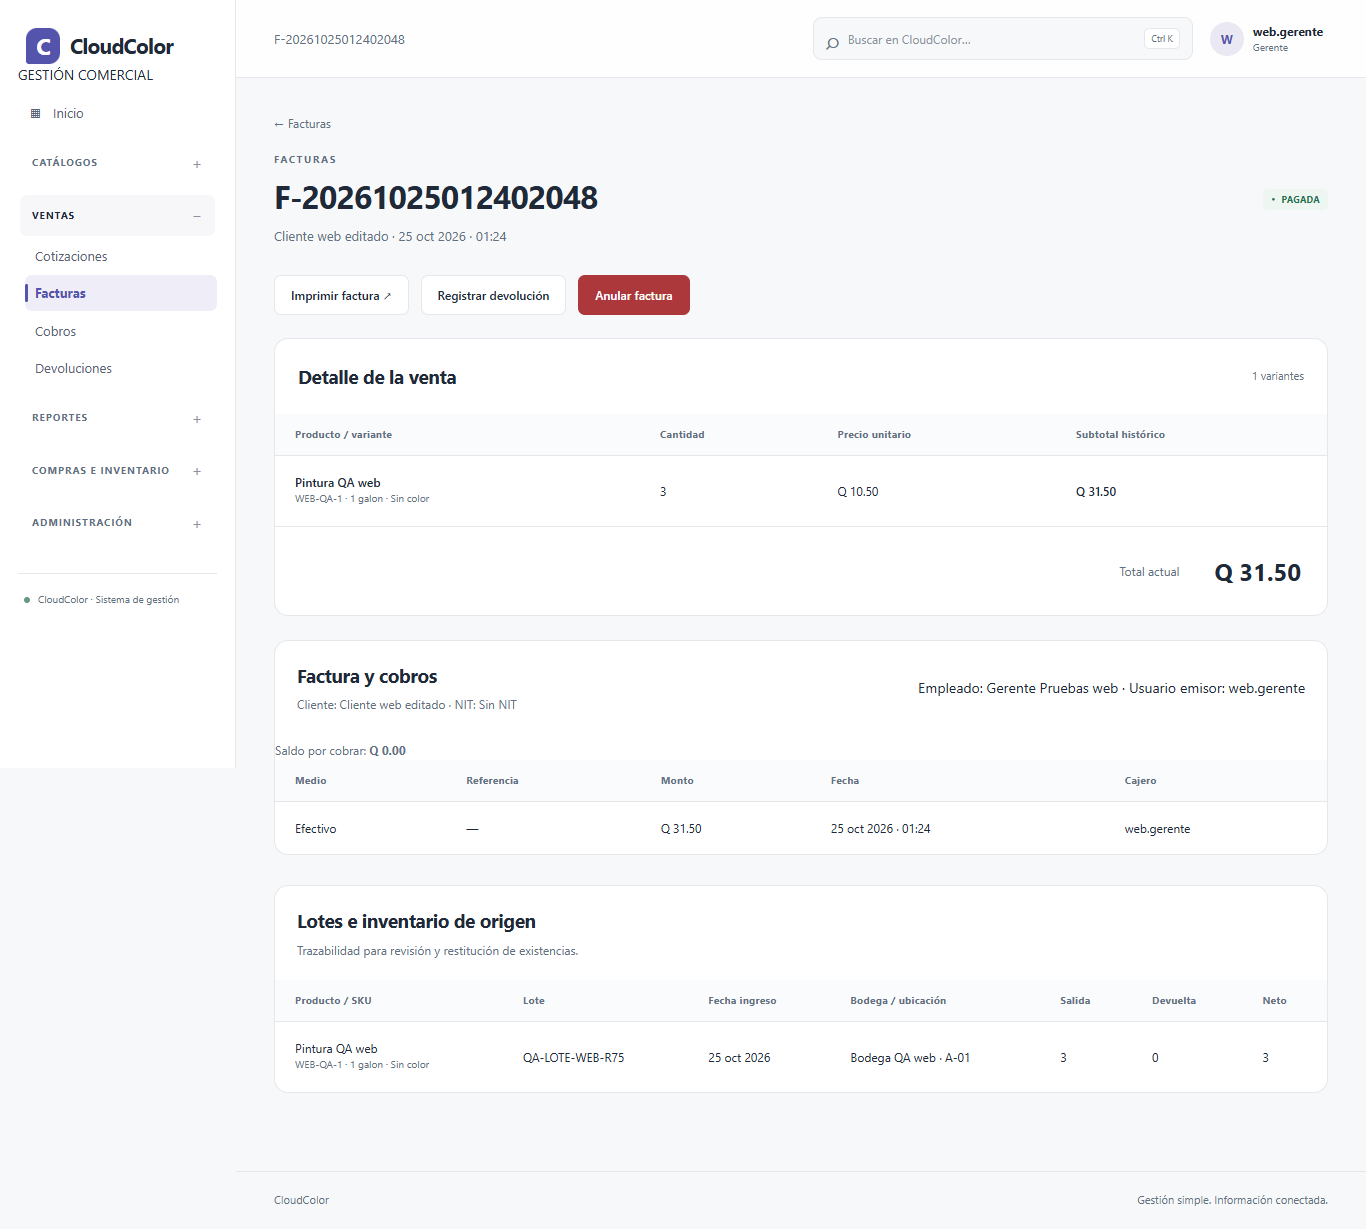 C CloudColor
GESTIÓN COMERCIAL
Inicio
CATÁLOGOS +
VENTAS −
Cotizaciones
Facturas
Cobros
Devoluciones
REPORTES +
COMPRAS E INVENTARIO +
ADMINISTRACIÓN +
CloudColor · Sistema de gestión
F-20261025012402048
Buscar en CloudColor...
Ctrl K
W
web.gerente
Gerente
← Facturas
FACTURAS
F-20261025012402048
• PAGADA
Cliente web editado · 25 oct 2026 · 01:24
Imprimir factura ↗
Registrar devolución
Anular factura
Detalle de la venta
1 variantes
Producto / variante Cantidad Precio unitario Subtotal histórico
Pintura QA web
WEB-QA-1 · 1 galon · Sin color
3 Q 10.50 Q 31.50
Total actual Q 31.50
Factura y cobros
Cliente: Cliente web editado · NIT: Sin NIT
Empleado: Gerente Pruebas web · Usuario emisor: web.gerente
Saldo por cobrar: Q 0.00
Medio Referencia Monto Fecha Cajero
Efectivo — Q 31.50 25 oct 2026 · 01:24 web.gerente
Lotes e inventario de origen
Trazabilidad para revisión y restitución de existencias.
Producto / SKU Lote Fecha ingreso Bodega / ubicación Salida Devuelta Neto
Pintura QA web
WEB-QA-1 · 1 galon · Sin color
QA-LOTE-WEB-R75 25 oct 2026 Bodega QA web · A-01 3 0 3
CloudColor
Gestión simple. Información conectada.